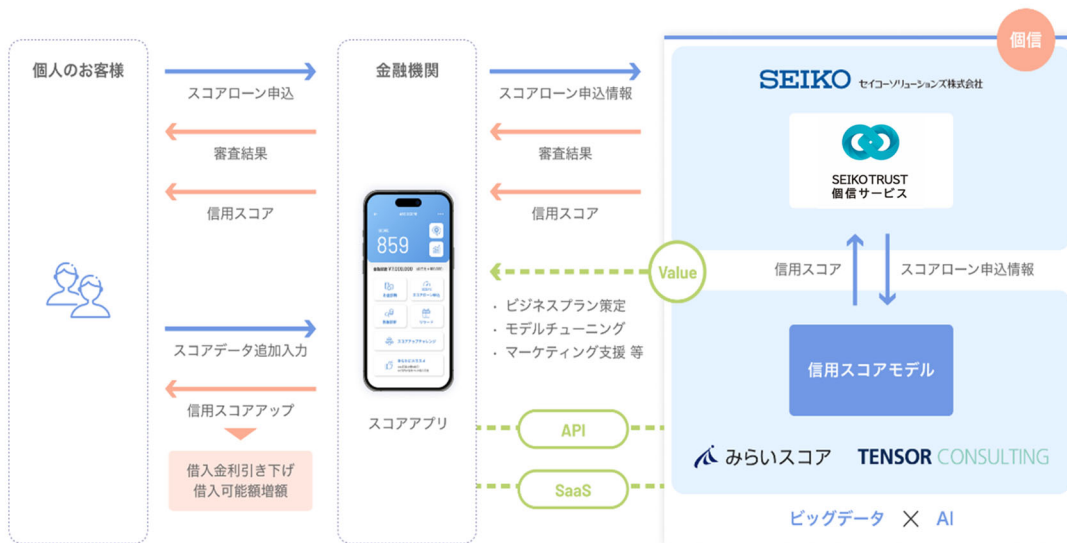 個信
個人のお客様
スコアローン申込
審査結果
信用スコア
スコアデータ追加入力
信用スコアアップ
借入金利引き下げ
借入可能額増額
金融機関
859
スコアアプリ
スコアローン申込情報
審査結果
信用スコア
Value
・ ビジネスプラン策定
・ モデルチューニング
・ マーケティング支援 等
API
SaaS
SEIKO セイコーソリューションズ株式会社
SEIKOTRUST
個信サービス
信用スコア
スコアローン申込情報
信用スコアモデル
みらいスコア
TENSOR CONSULTING
ビッグデータ × AI